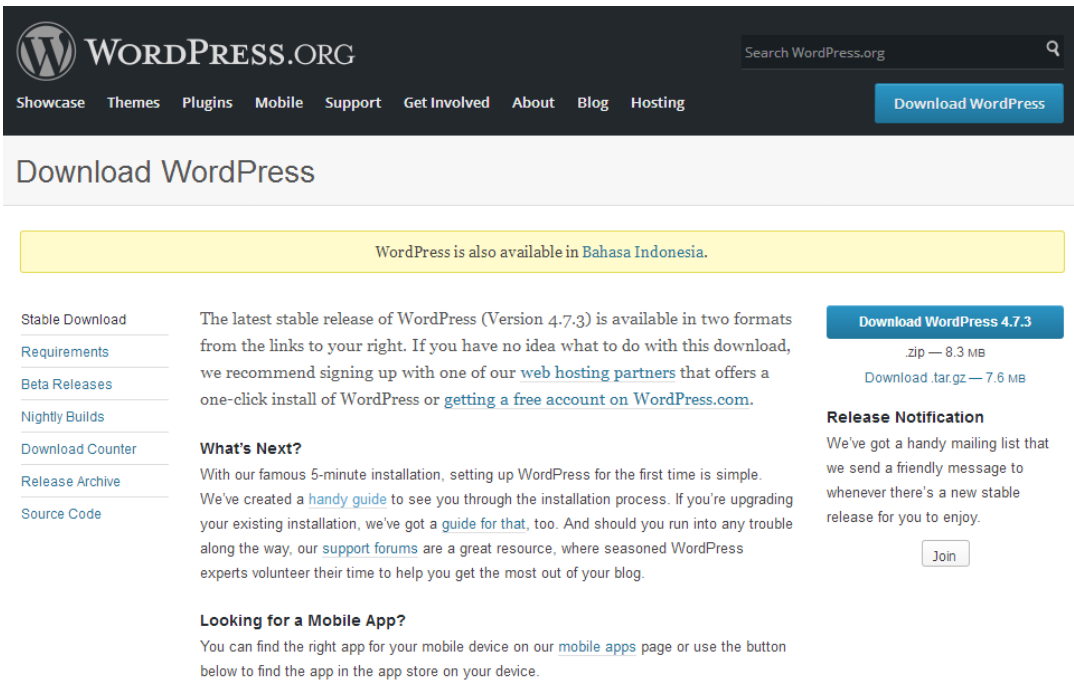 WORDPRESS.ORG
Search WordPress.org
Showcase Themes Plugins Mobile Support Get Involved About Blog Hosting
Download WordPress
Download WordPress
WordPress is also available in Bahasa Indonesia.
Stable Download
Requirements
Beta Releases
Nightly Builds
Download Counter
Release Archive
Source Code
The latest stable release of WordPress (Version 4.7.3) is available in two formats
from the links to your right. If you have no idea what to do with this download,
we recommend signing up with one of our web hosting partners that offers a
one-click install of WordPress or getting a free account on WordPress.com.
What's Next?
With our famous 5-minute installation, setting up WordPress for the first time is simple.
We've created a handy guide to see you through the installation process. If you're upgrading
your existing installation, we've got a guide for that, too. And should you run into any trouble
along the way, our support forums are a great resource, where seasoned WordPress
experts volunteer their time to help you get the most out of your blog.
Looking for a Mobile App?
You can find the right app for your mobile device on our mobile apps page or use the button
below to find the app in the app store on your device.
Download WordPress 4.7.3
.zip — 8.3 MB
Download .tar.gz — 7.6 MB
Release Notification
We've got a handy mailing list that
we send a friendly message to
whenever there's a new stable
release for you to enjoy.
Join